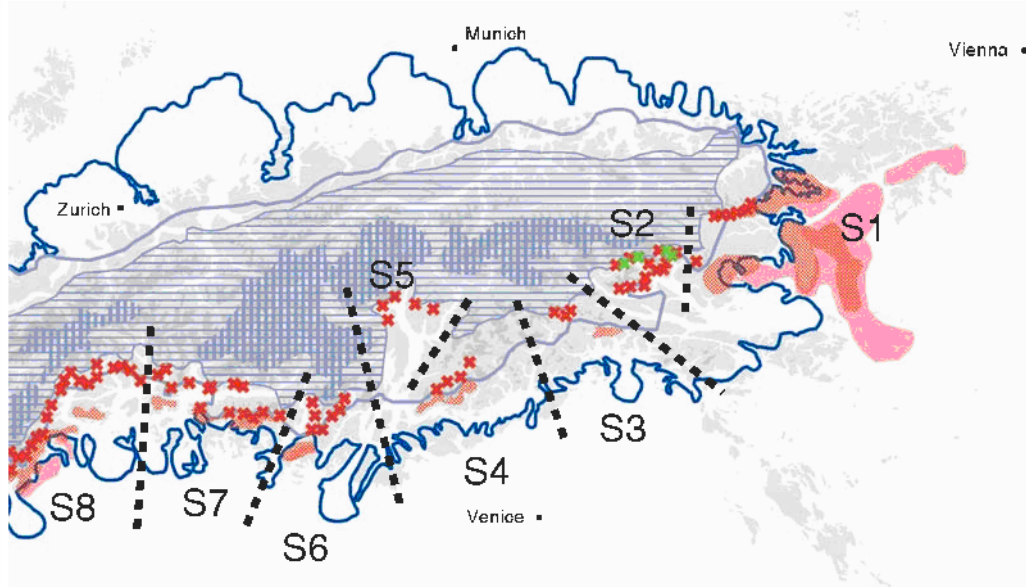 Munich
Vienna
Zurich
S2
S1
S5
S3
S4
S8
S7
Venice
S6